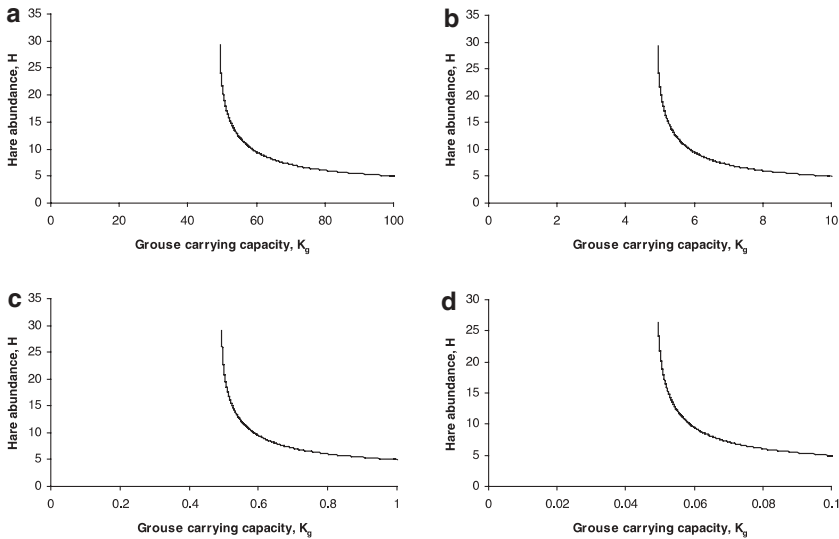 a
Hare abundance, H
35
30
25
20
15
10
5
0
0 20 40 60 80 100
Grouse carrying capacity, Kg
b
Hare abundance, H
35
30
25
20
15
10
5
0
0 2 4 6 8 10
Grouse carrying capacity, Kg
c
Hare abundance, H
35
30
25
20
15
10
5
0
0 0.2 0.4 0.6 0.8 1
Grouse carrying capacity, Kg
d
Hare abundance, H
30
25
20
15
10
5
0
0 0.02 0.04 0.06 0.08 0.1
Grouse carrying capacity, Kg